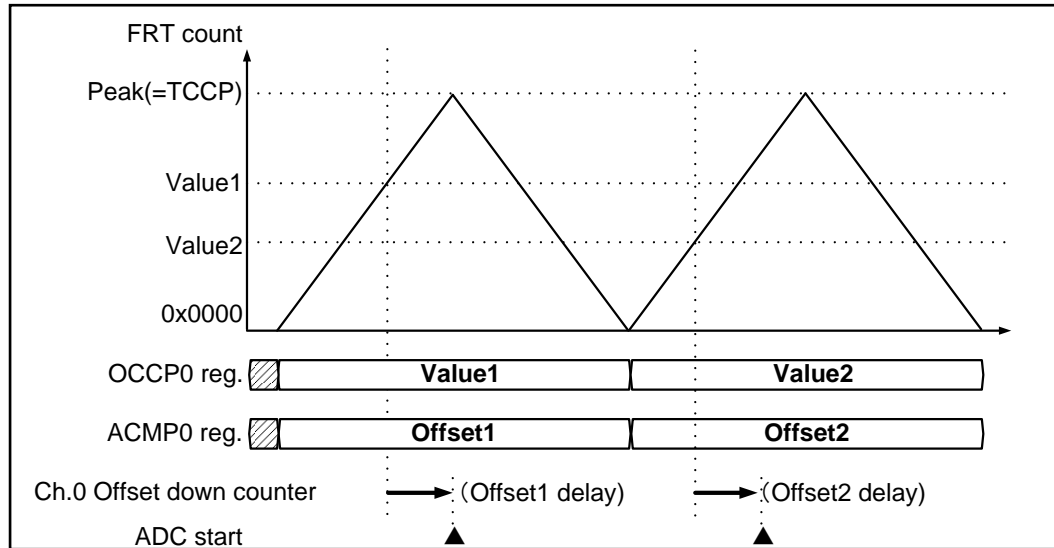 FRT count
Peak(=TCCP)
Value1
Value2
0x0000
OCCP0 reg. Value1 Value2
ACMP0 reg. Offset1 Offset2
Ch.0 Offset down counter （Offset1 delay) （Offset2 delay)
ADC start